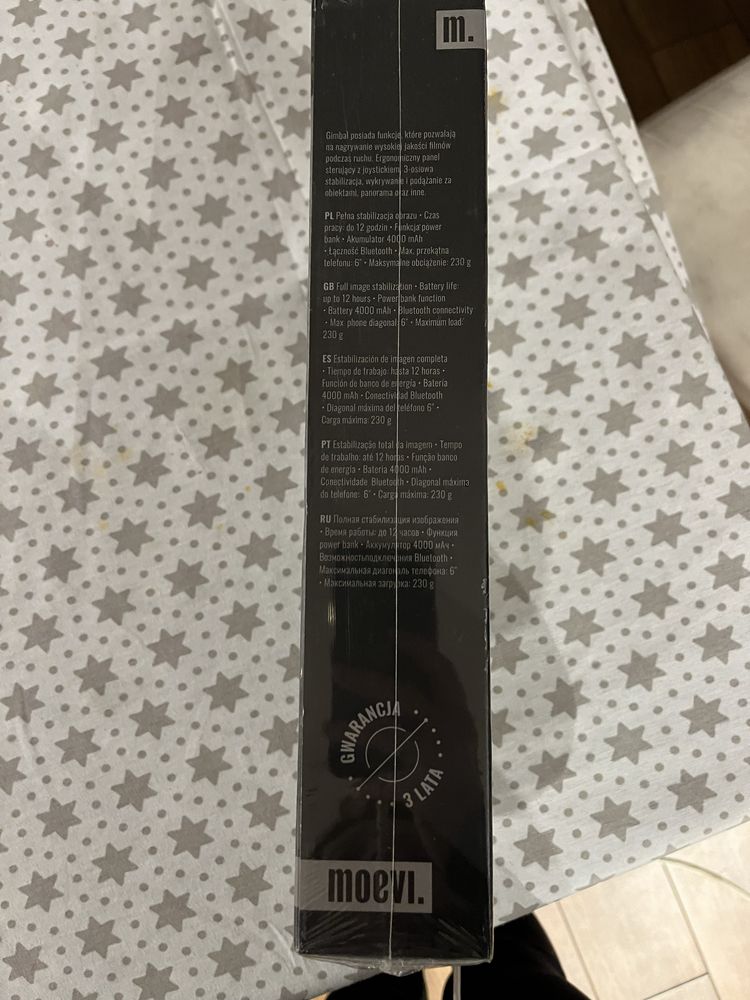 m.
Gimbal posiada funkcje, które pozwalają
na nagrywanie wysokiej jakości filmów
podczas ruchu. Ergonomiczny panel
sterujący z joystickiem, 3-osiowa
stabilizacja, wykrywanie i podążanie za
obiektami, panorama oraz inne.
PL Pełna stabilizacja obrazu • Czas
pracy: do 12 godzin • Funkcja power
bank • Akumulator 4000 mAh
• Łączność Bluetooth • Max. przekątna
telefonu: 6" • Maksymalne obciążenie: 230 g
GB Full image stabilization • Battery life:
up to 12 hours • Power bank function
• Battery 4000 mAh • Bluetooth connectivity
• Max. phone diagonal: 6" • Maximum load:
230 g
ES Estabilización de imagen completa
• Tiempo de trabajo: hasta 12 horas •
Función de banco de energía • Batería
4000 mAh • Conectividad Bluetooth
• Diagonal máxima del teléfono 6" •
Carga máxima: 230 g
PT Estabilização total da imagem • Tempo
de trabalho: até 12 horas • Função banco
de energia • Bateria 4000 mAh •
Conectividade Bluetooth • Diagonal máxima
do telefone: 6" • Carga máxima: 230 g
RU Полная стабилизация изображения
• Время работы: до 12 часов • Функция
power bank • Аккумулятор 4000 мАч •
Возможностьподключения Bluetooth •
Максимальная диагональ телефона: 6"
• Максимальная загрузка: 230 g
GWARANCJA
3 LATA
moevi.